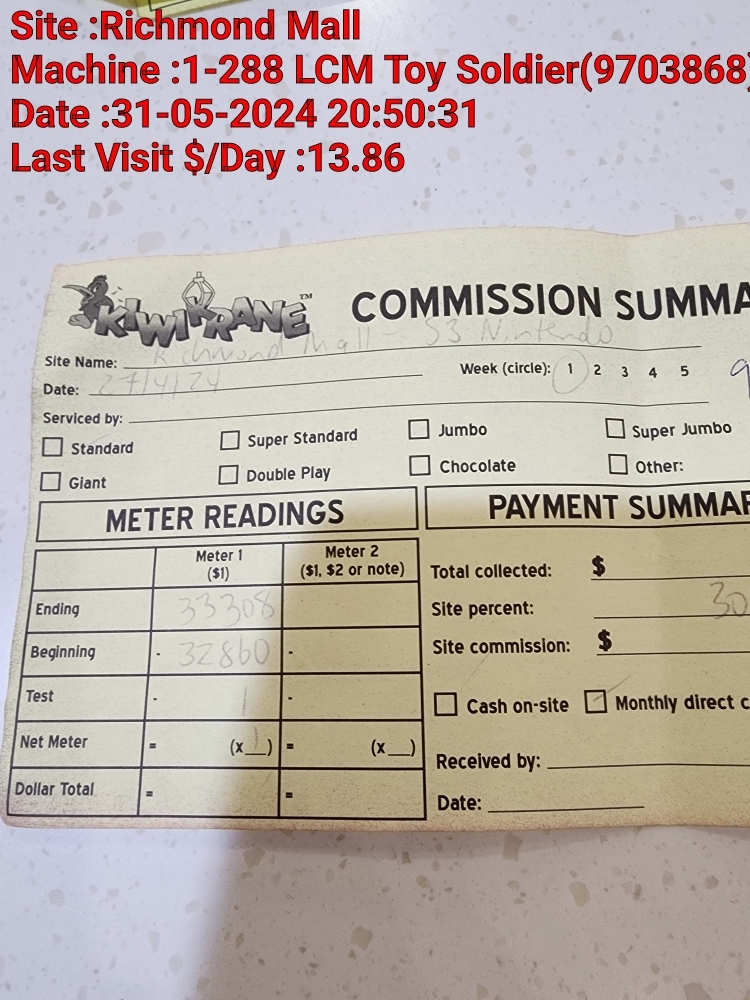 Site :Richmond Mall
Machine :1-288 LCM Toy Soldier(9703868)
Date :31-05-2024 20:50:31
Last Visit $/Day :13.86
KIWIKRANE™
COMMISSION SUMMA
Site Name: Richmond Mall - S3 Nintendo
Date: 27/4/24
Week (circle): 1 2 3 4 5
Serviced by:
Standard
Super Standard
Jumbo
Super Jumbo
Giant
Double Play
Chocolate
Other:
METER READINGS
Meter 1 ($1)
Meter 2 ($1, $2 or note)
Ending 33308
Beginning - 32860 -
Test - 1 -
Net Meter = (x 1) = (x__)
Dollar Total = =
PAYMENT SUMMAR
Total collected: $
Site percent: 30
Site commission: $
Cash on-site
Monthly direct c
Received by:
Date: